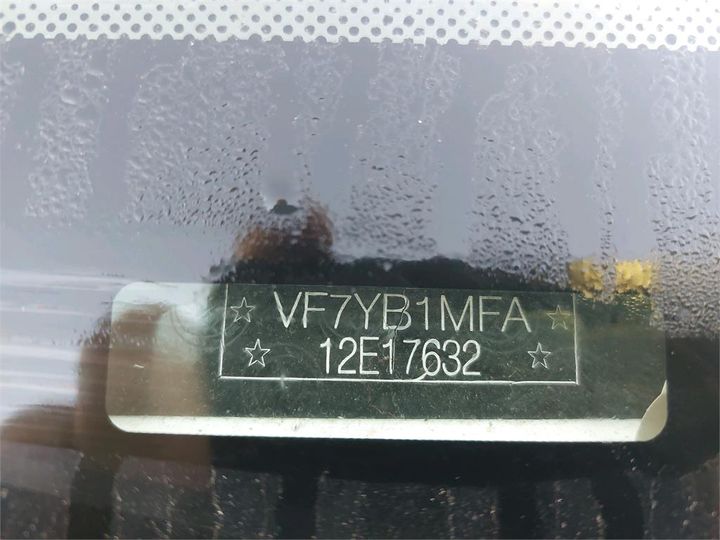 ☆ VF7YB1MFA ☆
☆ 12E17632 ☆